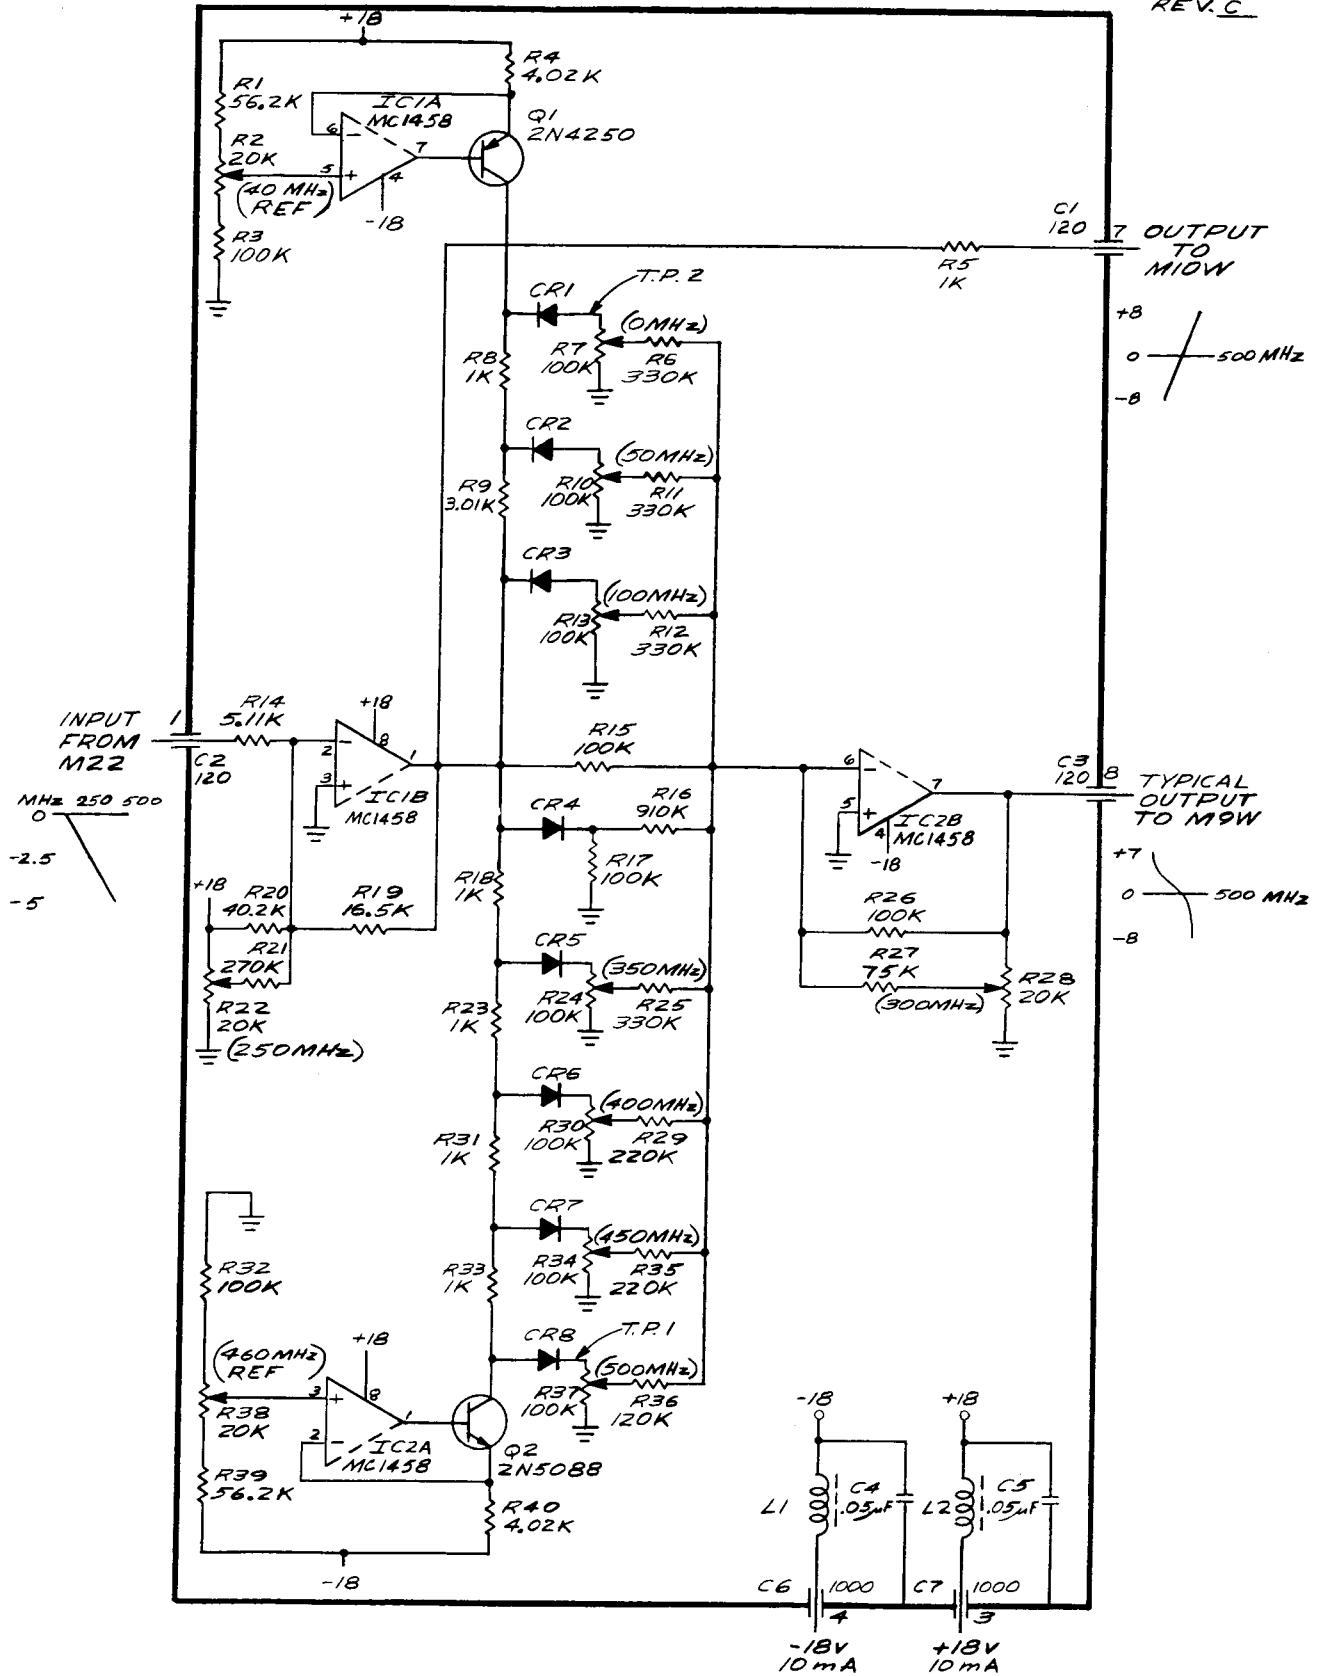 REV. C
+18
R4
4.02K
R1
56.2K
IC1A
MC1458
Q1
2N4250
R2
20K
6
-
7
5
+
4
(40 MHz)
REF
-18
R3
100K
C1
120
7
OUTPUT
TO
M10W
R5
1K
T.P. 2
CR1
(0MHz)
+8
0
500 MHz
-8
R8
1K
R7
100K
R6
330K
CR2
(50MHz)
R9
3.01K
R10
100K
R11
330K
CR3
(100MHz)
R13
100K
R12
330K
INPUT
FROM
M22
1
R14
5.11K
+18
8
2
-
1
3
+
IC1B
MC1458
C2
120
R15
100K
6
-
7
5
+
4
IC2B
MC1458
-18
C3
120
8
TYPICAL
OUTPUT
TO M9W
MHz 250 500
0
-2.5
-5
CR4
R16
910K
R17
100K
R18
1K
+7
0
500 MHz
-8
+18
R20
40.2K
R19
16.5K
R21
270K
R22
20K
(250MHz)
R26
100K
R27
75K
(300MHz)
R28
20K
CR5
(350MHz)
R23
1K
R24
100K
R25
330K
CR6
(400MHz)
R31
1K
R30
100K
R29
220K
CR7
(450MHz)
R32
100K
R33
1K
R34
100K
R35
220K
T.P.1
CR8
(500MHz)
(460MHz)
REF
+18
8
3
+
1
2
-
R38
20K
IC2A
MC1458
R37
100K
R36
120K
Q2
2N5088
R39
56.2K
R40
4.02K
-18
-18
+18
L1
C4
.05µF
L2
C5
.05µF
C6
1000
C7
1000
4
3
-18V
10mA
+18V
10mA